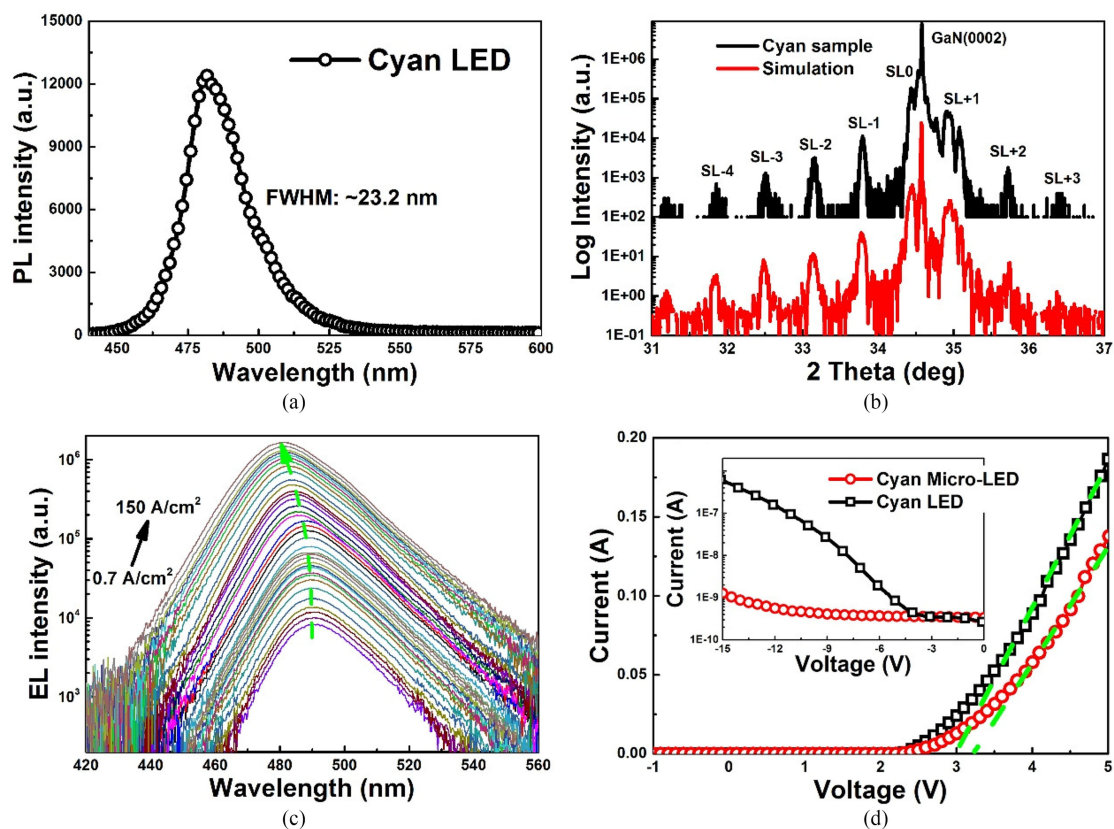 15000
12000
9000
6000
3000
0
PL intensity (a.u.)
Cyan LED
FWHM: ~23.2 nm
450
475
500
525
550
575
600
Wavelength (nm)
(a)
1E+06
1E+05
1E+04
1E+03
1E+02
1E+01
1E+00
1E-01
Log Intensity (a.u.)
Cyan sample
Simulation
GaN(0002)
SL0
SL+1
SL-1
SL-2
SL-3
SL-4
SL+2
SL+3
31
32
33
34
35
36
37
2 Theta (deg)
(b)
10^6
10^5
10^4
10^3
EL intensity (a.u.)
150 A/cm²
0.7 A/cm²
420
440
460
480
500
520
540
560
Wavelength (nm)
(c)
0.20
0.15
0.10
0.05
0.00
Current (A)
Cyan Micro-LED
Cyan LED
1E-7
1E-8
1E-9
1E-10
Current (A)
-15
-12
-9
-6
-3
0
Voltage (V)
-1
0
1
2
3
4
5
Voltage (V)
(d)